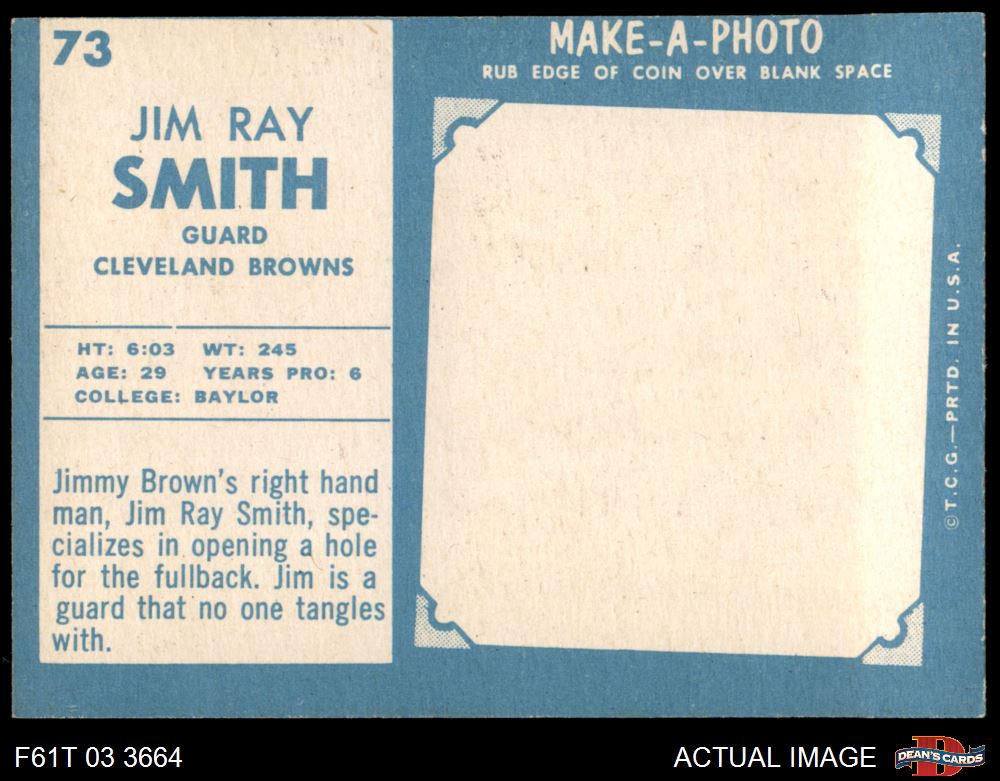 73
JIM RAY
SMITH
GUARD
CLEVELAND BROWNS
HT: 6:03 WT: 245
AGE: 29 YEARS PRO: 6
COLLEGE: BAYLOR
Jimmy Brown's right hand
man, Jim Ray Smith, spe-
cializes in opening a hole
for the fullback. Jim is a
guard that no one tangles
with.
MAKE-A-PHOTO
RUB EDGE OF COIN OVER BLANK SPACE
©T.C.G.—PRTD. IN U.S.A.
F61T 03 3664
ACTUAL IMAGE
D
DEAN'S CARDS